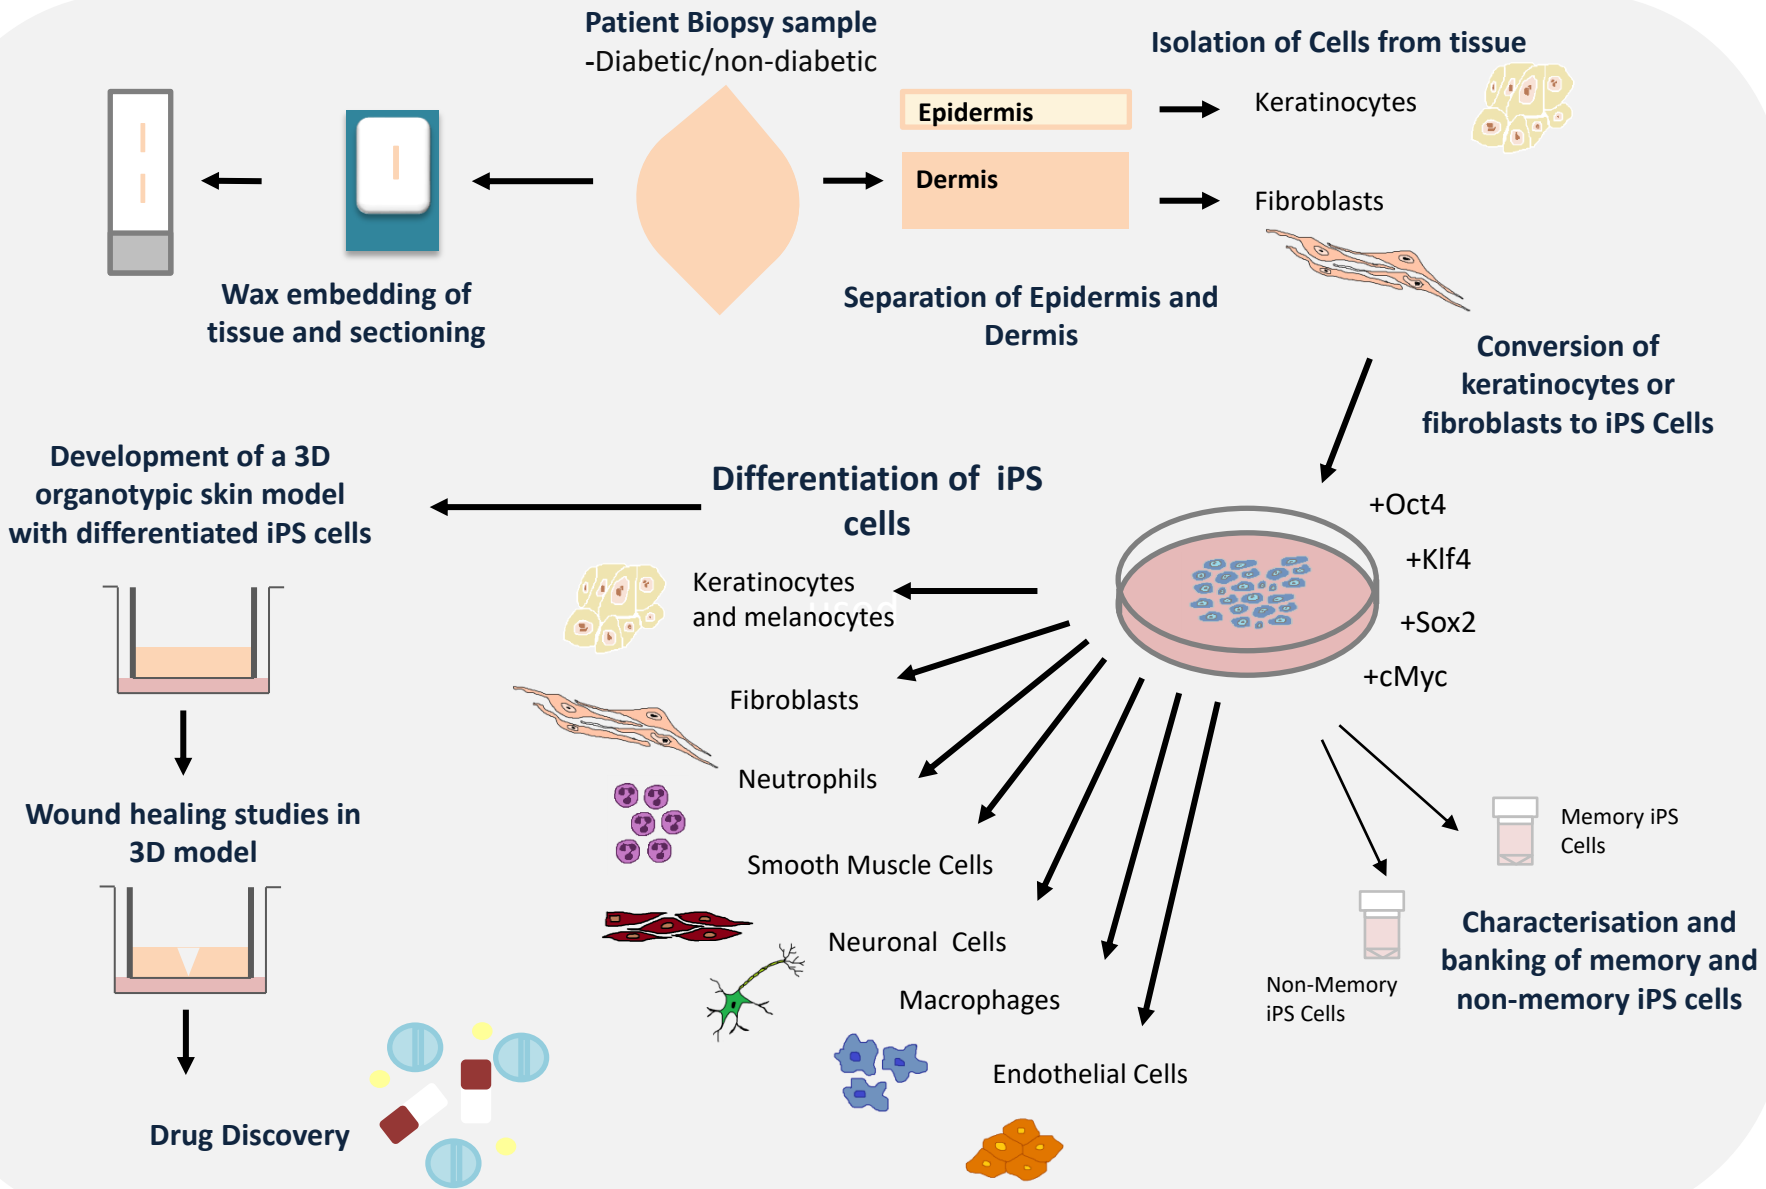 Patient Biopsy sample
-Diabetic/non-diabetic
Isolation of Cells from tissue
Epidermis
Keratinocytes
Dermis
Fibroblasts
Wax embedding of
tissue and sectioning
Separation of Epidermis and
Dermis
Conversion of
keratinocytes or
fibroblasts to iPS Cells
Development of a 3D
organotypic skin model
with differentiated iPS cells
Differentiation of iPS
cells
+Oct4
+Klf4
+Sox2
+cMyc
Keratinocytes
and melanocytes
used
Fibroblasts
Neutrophils
Smooth Muscle Cells
Neuronal Cells
Macrophages
Endothelial Cells
Wound healing studies in
3D model
Drug Discovery
Memory iPS
Cells
Non-Memory
iPS Cells
Characterisation and
banking of memory and
non-memory iPS cells